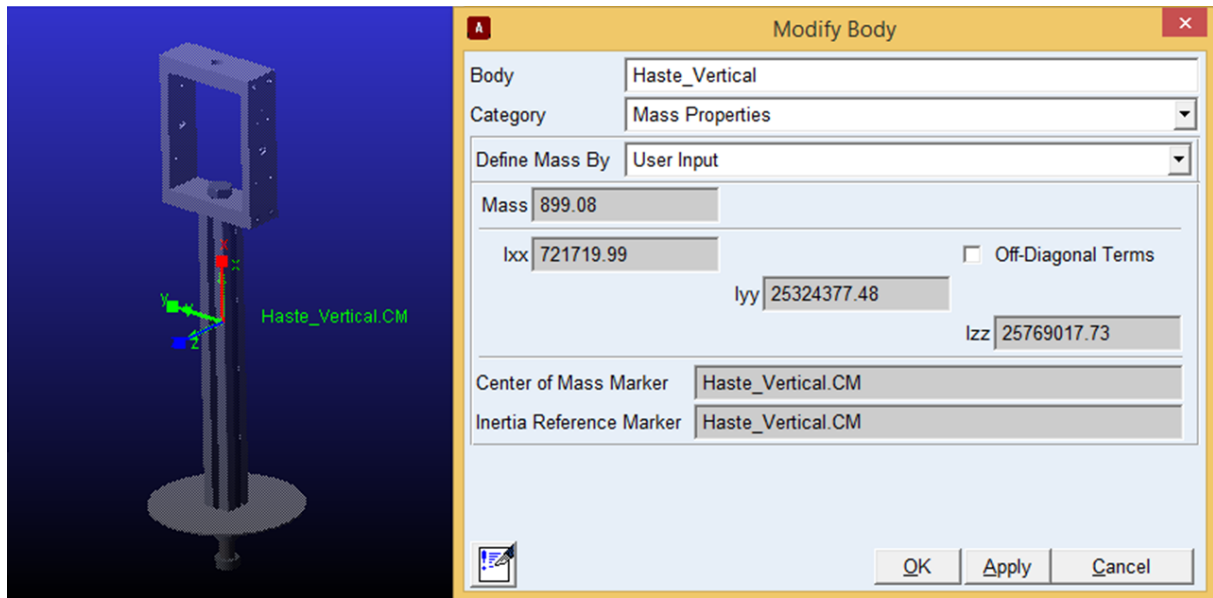 x
x
y
y
z
z
Haste_Vertical.CM
A
Modify Body
×
Body Haste_Vertical
Category Mass Properties
Define Mass By User Input
Mass 899.08
Ixx 721719.99 Off-Diagonal Terms
Iyy 25324377.48
Izz 25769017.73
Center of Mass Marker Haste_Vertical.CM
Inertia Reference Marker Haste_Vertical.CM
OK Apply Cancel